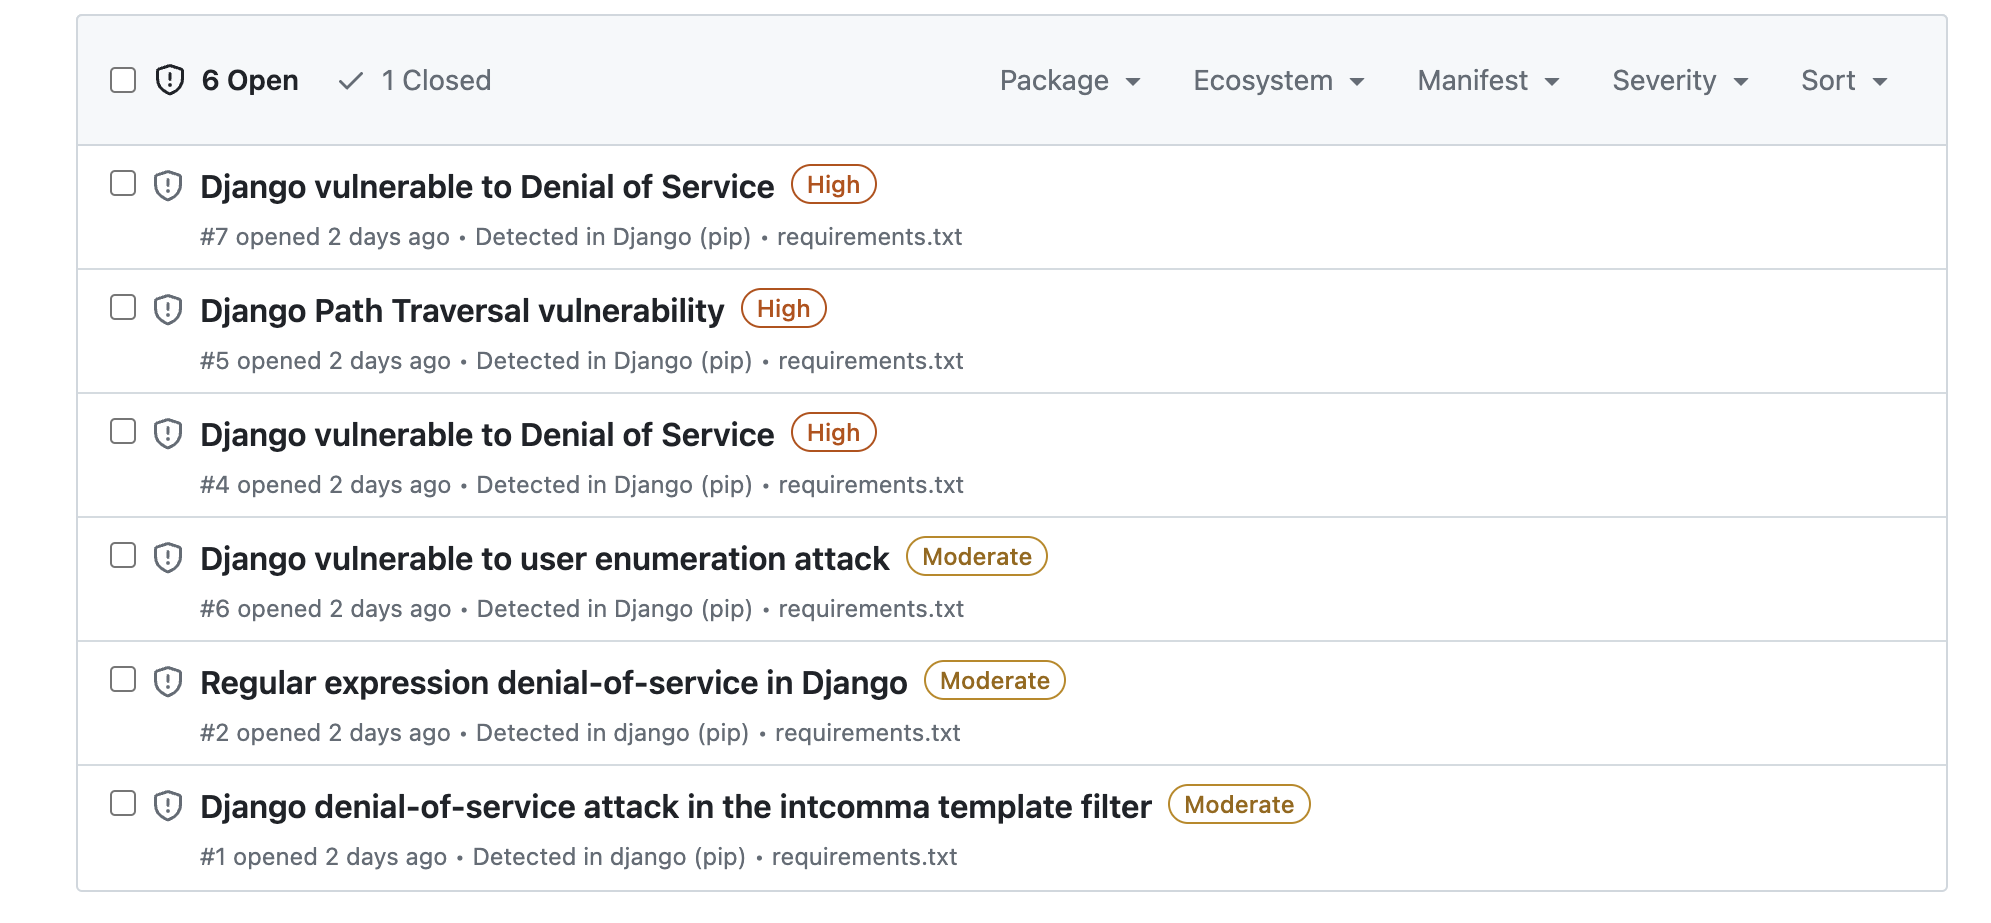 6 Open 1 Closed Package Ecosystem Manifest Severity Sort
Django vulnerable to Denial of Service High
#7 opened 2 days ago • Detected in Django (pip) • requirements.txt
Django Path Traversal vulnerability High
#5 opened 2 days ago • Detected in Django (pip) • requirements.txt
Django vulnerable to Denial of Service High
#4 opened 2 days ago • Detected in Django (pip) • requirements.txt
Django vulnerable to user enumeration attack Moderate
#6 opened 2 days ago • Detected in Django (pip) • requirements.txt
Regular expression denial-of-service in Django Moderate
#2 opened 2 days ago • Detected in django (pip) • requirements.txt
Django denial-of-service attack in the intcomma template filter Moderate
#1 opened 2 days ago • Detected in django (pip) • requirements.txt